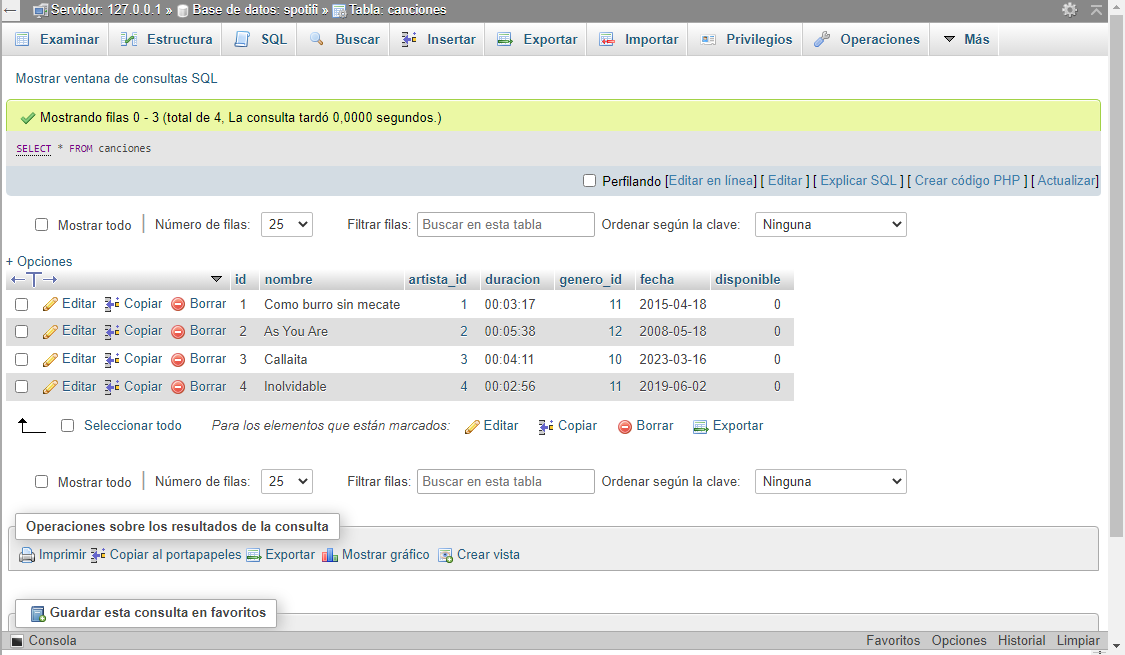 Servidor: 127.0.0.1 » Base de datos: spotifi » Tabla: canciones
Examinar Estructura SQL Buscar Insertar Exportar Importar Privilegios Operaciones Más
Mostrar ventana de consultas SQL
Mostrando filas 0 - 3 (total de 4, La consulta tardó 0,0000 segundos.)
SELECT * FROM canciones
Perfilando [Editar en línea] [ Editar ] [ Explicar SQL ] [ Crear código PHP ] [ Actualizar]
Mostrar todo Número de filas: 25 Filtrar filas: Buscar en esta tabla Ordenar según la clave: Ninguna
+ Opciones
←T→ id nombre artista_id duracion genero_id fecha disponible
Editar Copiar Borrar 1 Como burro sin mecate 1 00:03:17 11 2015-04-18 0
Editar Copiar Borrar 2 As You Are 2 00:05:38 12 2008-05-18 0
Editar Copiar Borrar 3 Callaita 3 00:04:11 10 2023-03-16 0
Editar Copiar Borrar 4 Inolvidable 4 00:02:56 11 2019-06-02 0
Seleccionar todo Para los elementos que están marcados: Editar Copiar Borrar Exportar
Mostrar todo Número de filas: 25 Filtrar filas: Buscar en esta tabla Ordenar según la clave: Ninguna
Operaciones sobre los resultados de la consulta
Imprimir Copiar al portapapeles Exportar Mostrar gráfico Crear vista
Guardar esta consulta en favoritos
Consola Favoritos Opciones Historial Limpiar